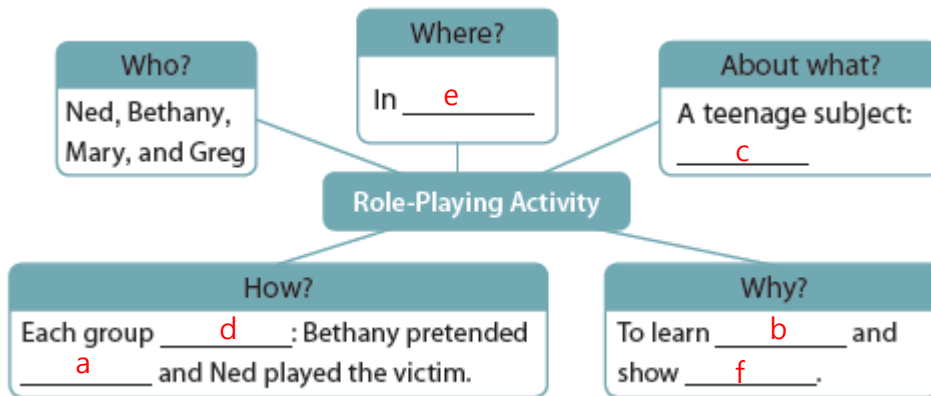 Where?
In e
Who?
Ned, Bethany,
Mary, and Greg
About what?
A teenage subject:
c
Role-Playing Activity
How?
Each group d : Bethany pretended
a and Ned played the victim.
Why?
To learn b and
show f .